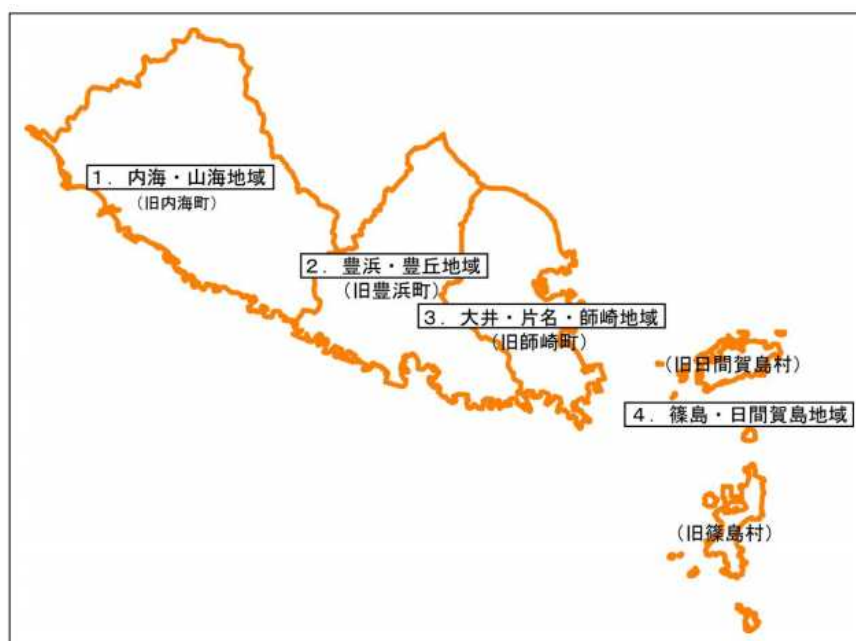 1．内海・山海地域
（旧内海町）
2．豊浜・豊丘地域
（旧豊浜町）
3．大井・片名・師崎地域
（旧師崎町）
（旧日間賀島村）
4．篠島・日間賀島地域
（旧篠島村）